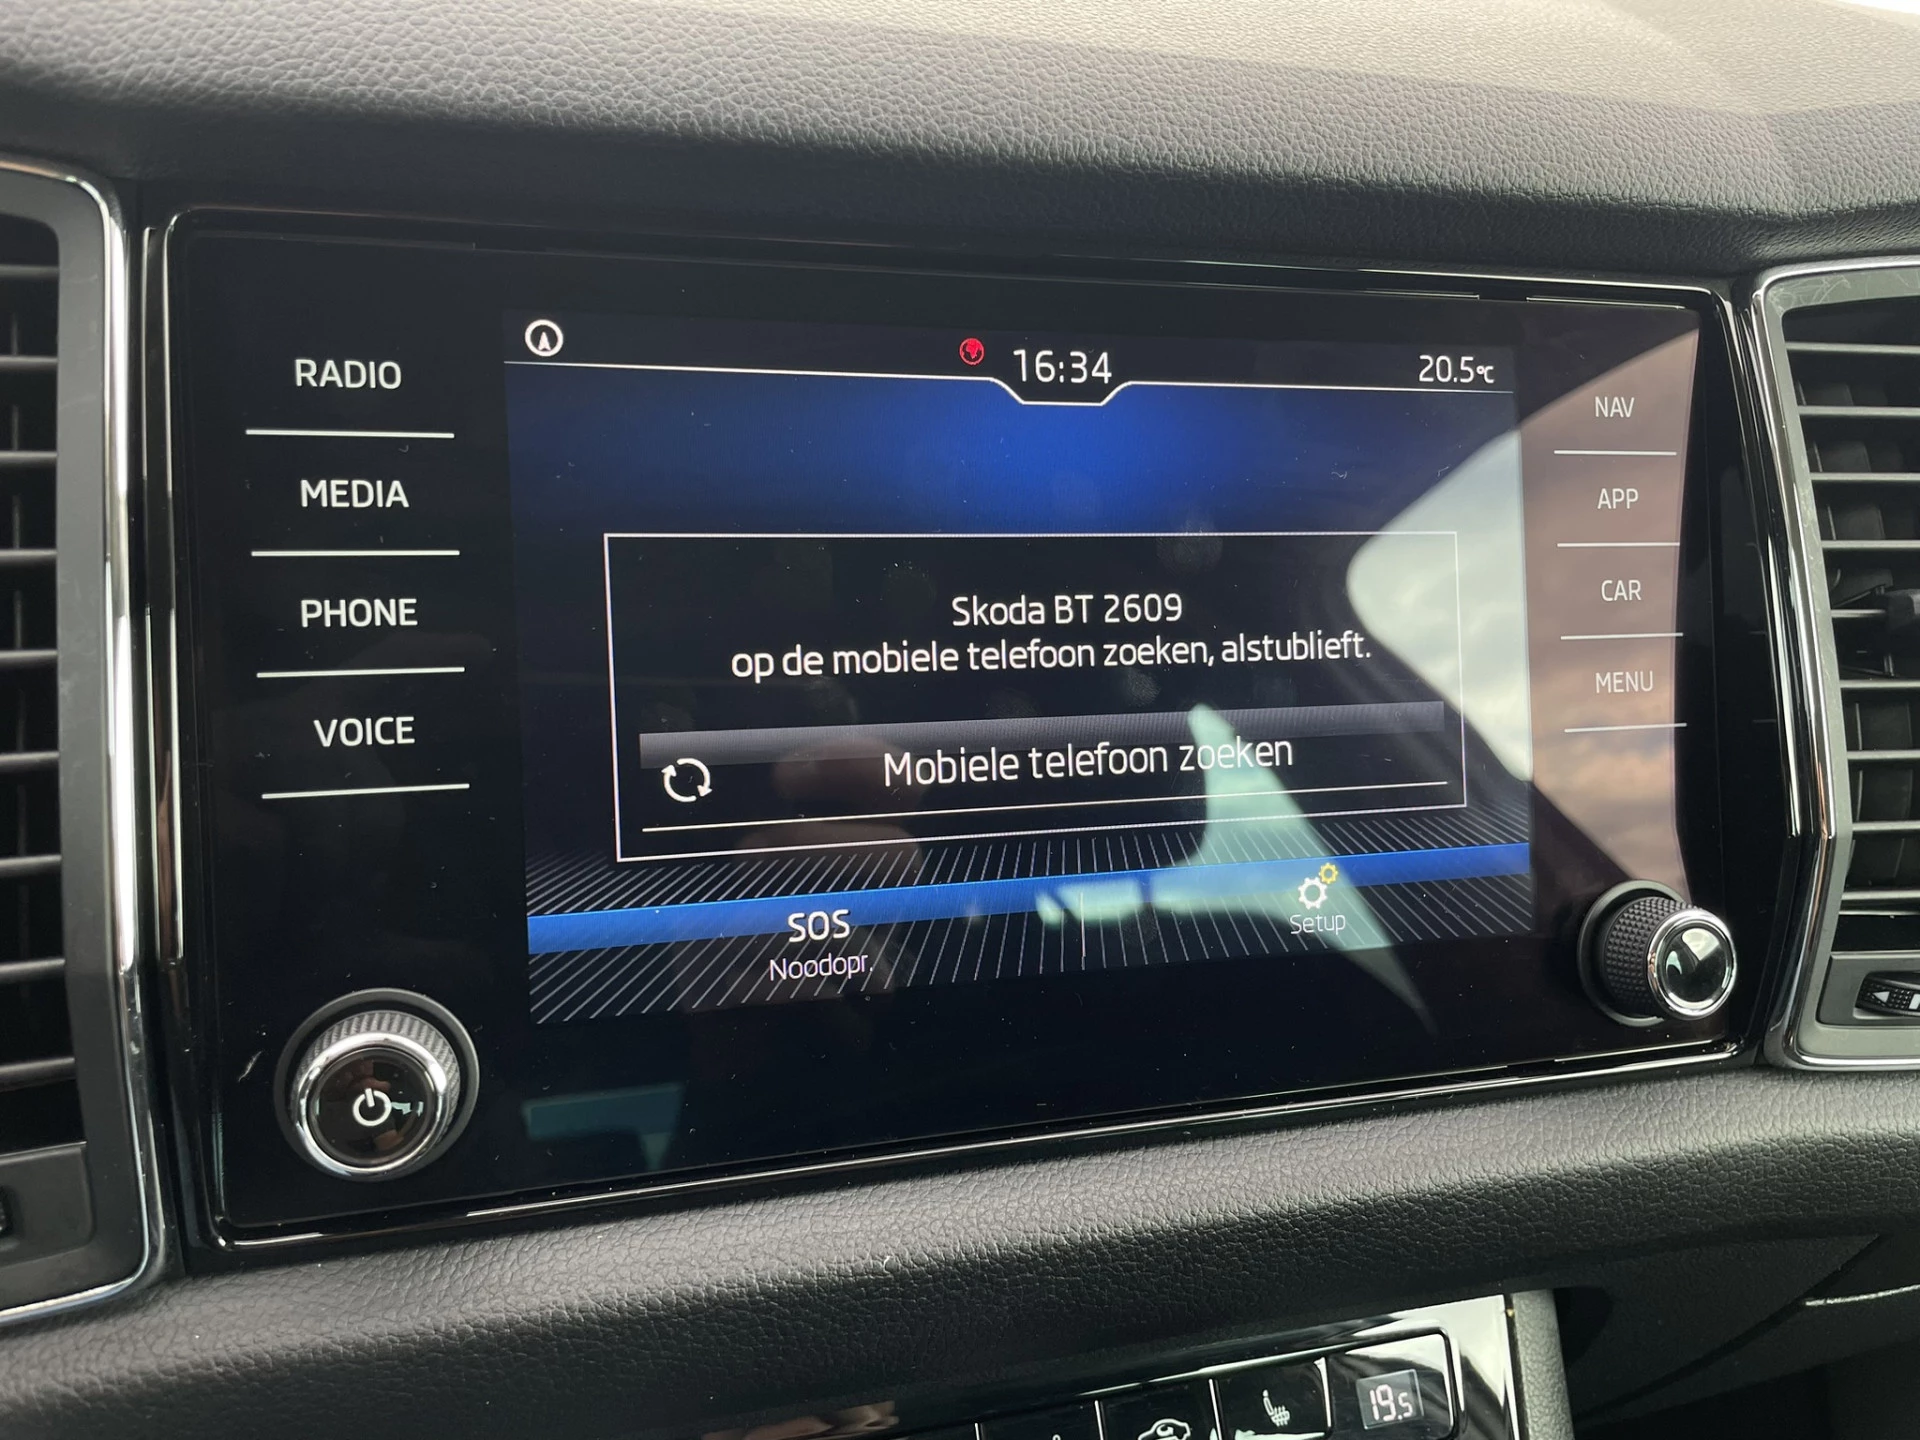 16:34
20.5°C
RADIO
MEDIA
PHONE
VOICE
Skoda BT 2609
op de mobiele telefoon zoeken, alstublieft.
Mobiele telefoon zoeken
SOS
Noodopr.
Setup
NAV
APP
CAR
MENU
19.5